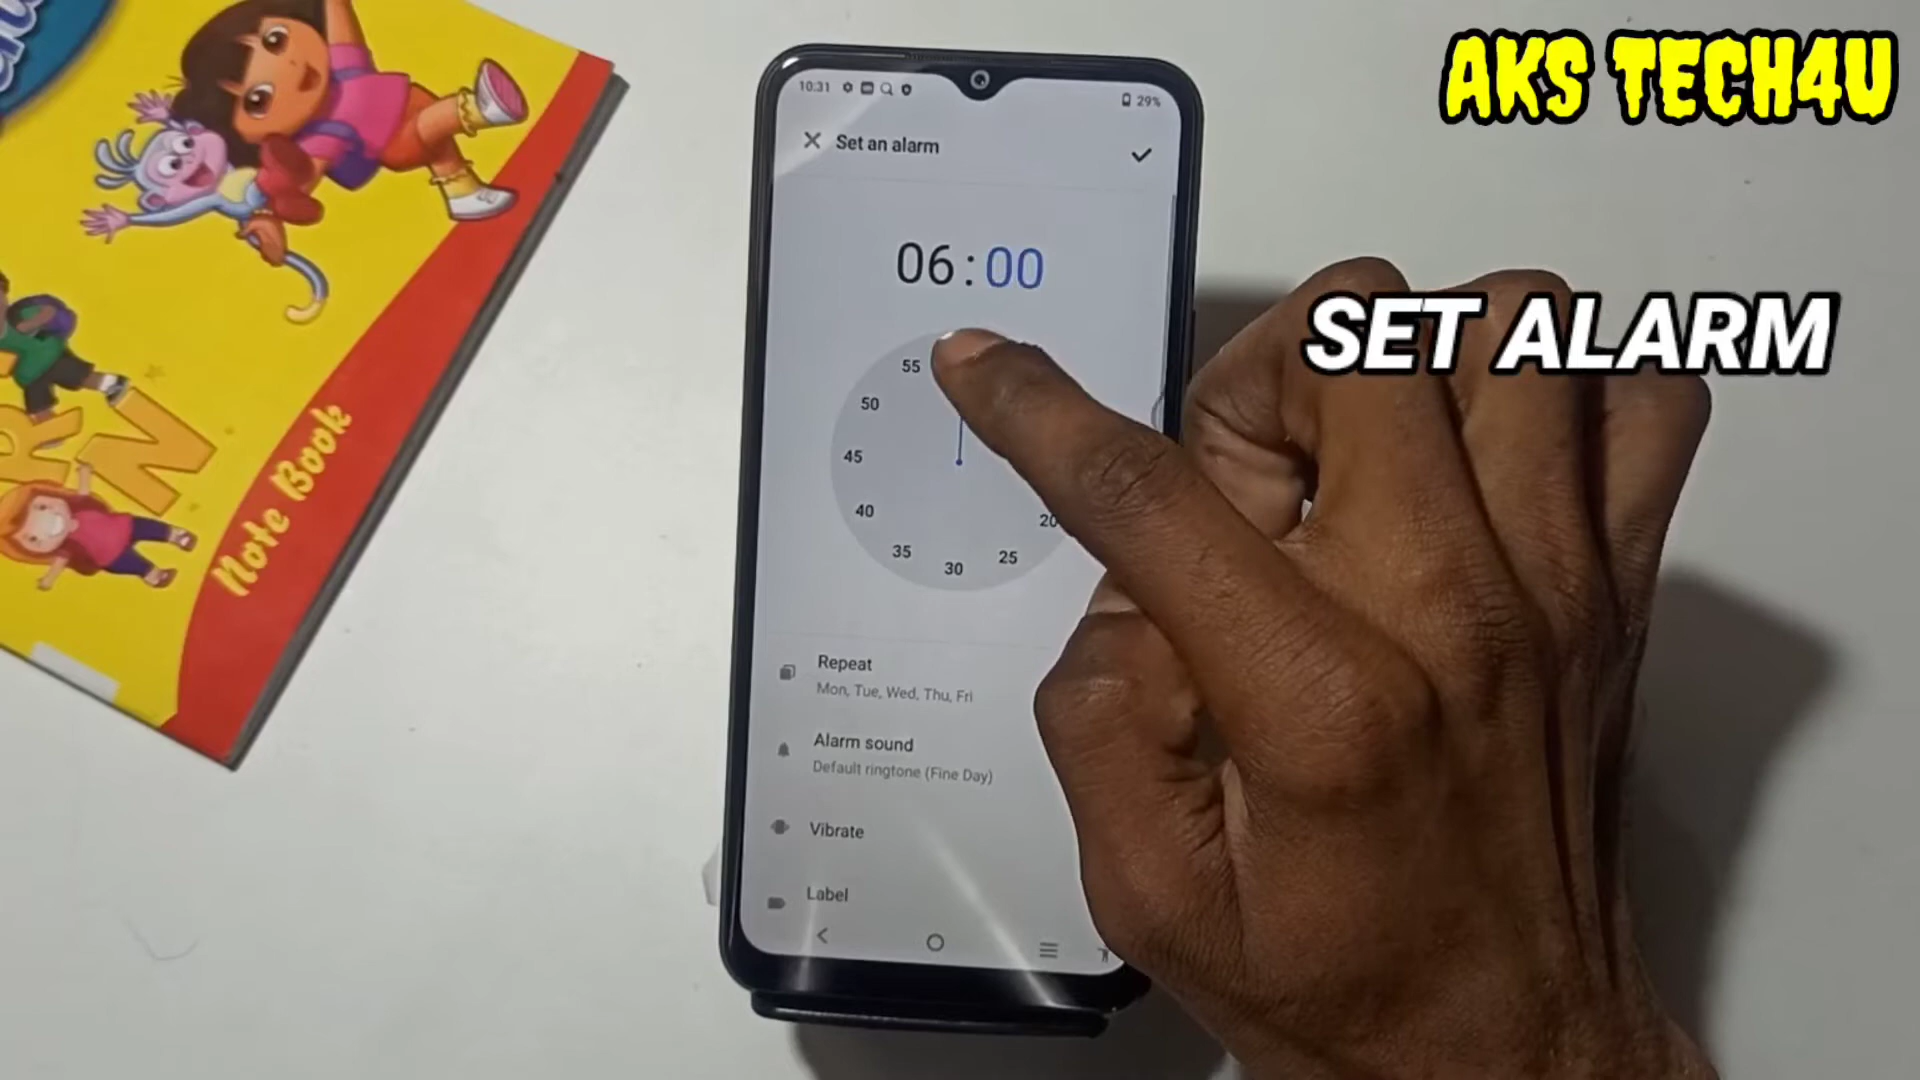 AKS TECH4U
10:31
29%
Set an alarm
06:00
SET ALARM
55
50
45
40
35
30
25
20
Repeat
Mon, Tue, Wed, Thu, Fri
Alarm sound
Default ringtone (Fine Day)
Vibrate
Label
Note Book
R N